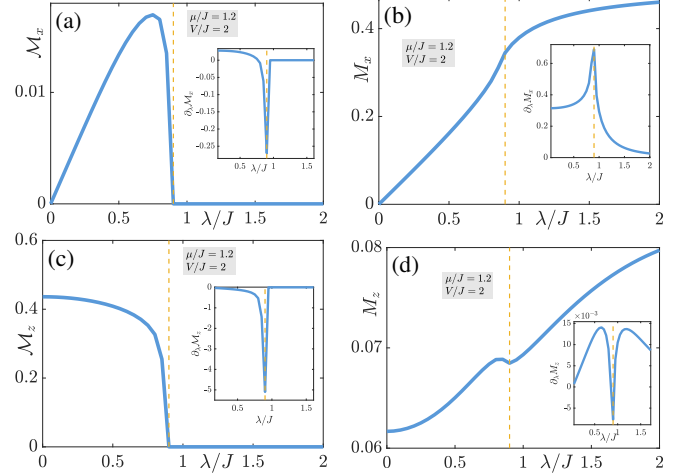 (a)
μ/J = 1.2
V/J = 2
ℳx
0.01
0
0 0.5 1 1.5 2
λ/J
∂λℳx
0
-0.05
-0.1
-0.15
-0.2
-0.25
0.5 1 1.5
λ/J
(b)
μ/J = 1.2
V/J = 2
Mx
0.4
0.2
0
0 0.5 1 1.5 2
λ/J
∂λMx
0.6
0.4
0.2
0
0.5 1 1.5 2
λ/J
(c)
μ/J = 1.2
V/J = 2
ℳz
0.6
0.4
0.2
0
0 0.5 1 1.5 2
λ/J
∂λℳz
0
-1
-2
-3
-4
-5
0.5 1 1.5
λ/J
(d)
μ/J = 1.2
V/J = 2
Mz
0.08
0.07
0.06
0 0.5 1 1.5 2
λ/J
×10⁻³
∂λMz
15
10
5
0
-5
0.5 1 1.5
λ/J